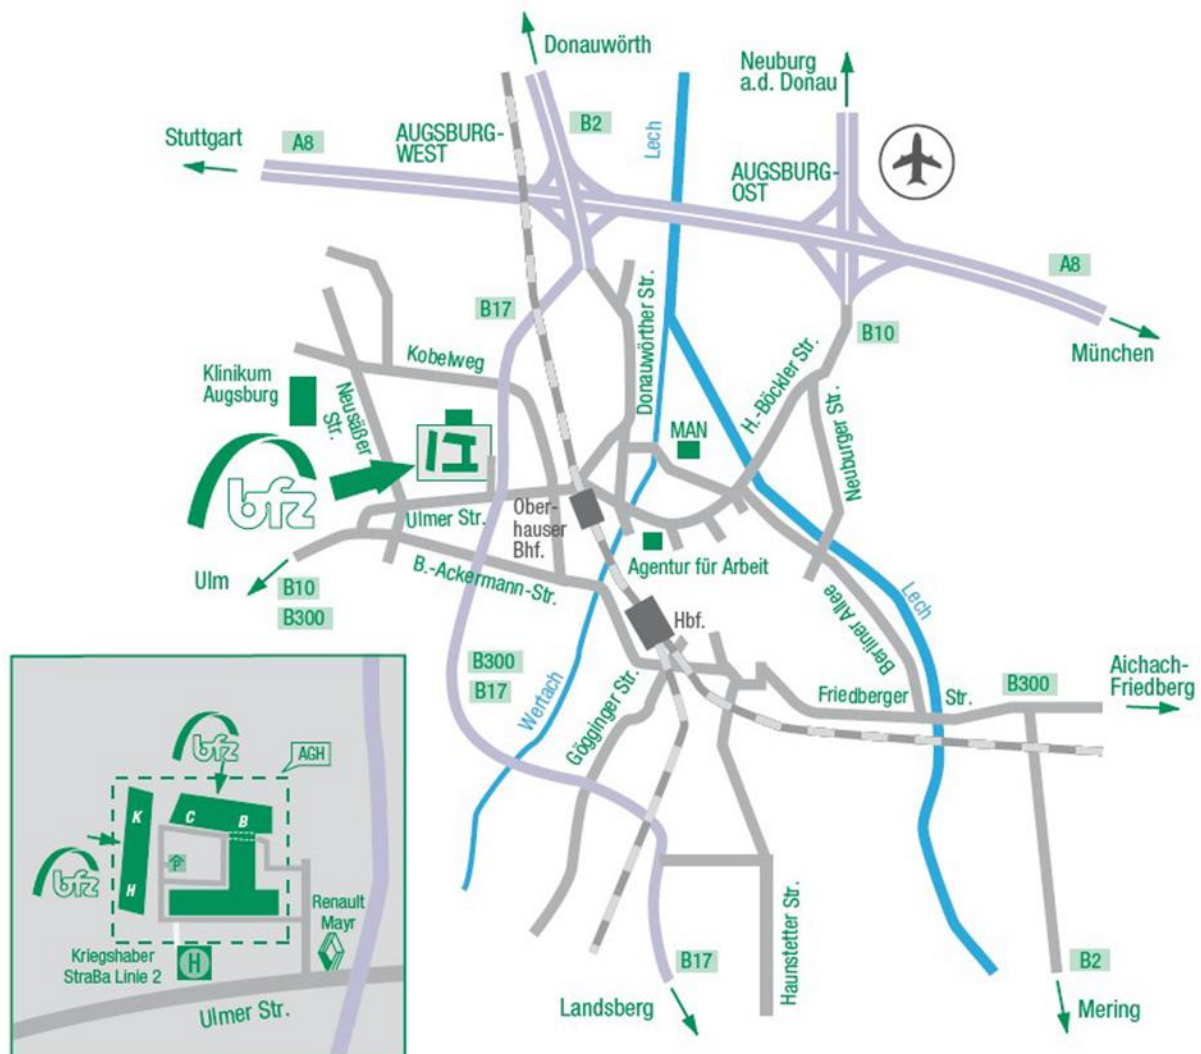 Donauwörth
Neuburg
a.d. Donau
Stuttgart
A8
AUGSBURG-
WEST
B2
Lech
AUGSBURG-
OST
A8
München
B17
B10
Donauwörther Str.
Kobelweg
H.-Böckler Str.
Klinikum
Augsburg
Neusäßer
Str.
MAN
Neuburger Str.
bfz
Ulmer Str.
Ober-
hauser
Bhf.
Agentur für Arbeit
B.-Ackermann-Str.
Ulm
B10
B300
Hbf.
Berliner Allee
Lech
B300
B17
Wertach
Gögginger Str.
Friedberger
Str.
B300
Aichach-
Friedberg
bfz
AGH
K
C
B
P
bfz
H
Renault
Mayr
Kriegshaber
StraBa Linie 2
H
Ulmer Str.
Haunstetter Str.
B17
Landsberg
B2
Mering